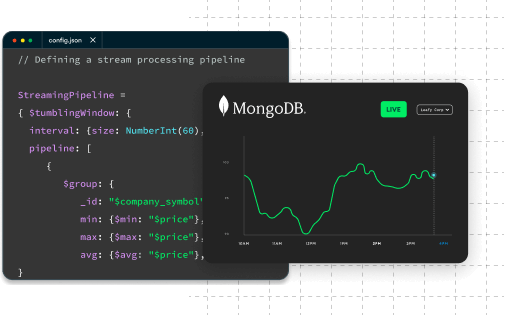 config.json X
// Defining a stream processing pipeline
StreamingPipeline =
{ $tumblingWindow: {
interval: {size: NumberInt(60),
pipeline: [
{
$group: {
_id: "$company_symbol"
min: {$min: "$price"},
max: {$max: "$price"},
avg: {$avg: "$price"},
}
MongoDB.
LIVE
Leafy Corp
10AM 11AM 12PM 1PM 2PM 4PM